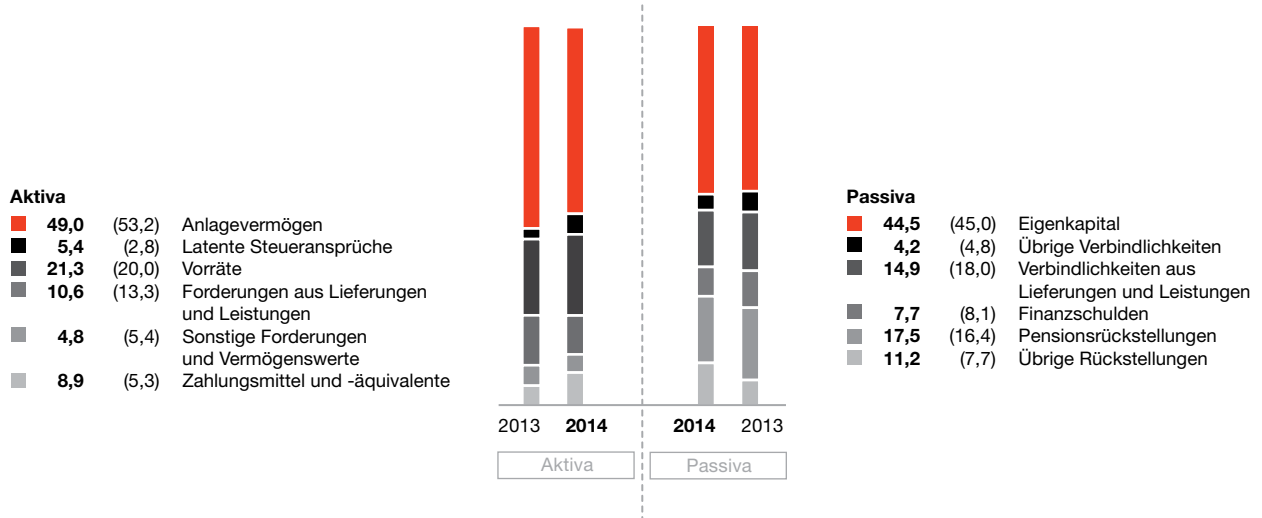 Aktiva
49,0 (53,2) Anlagevermögen
5,4 (2,8) Latente Steueransprüche
21,3 (20,0) Vorräte
10,6 (13,3) Forderungen aus Lieferungen
und Leistungen
4,8 (5,4) Sonstige Forderungen
und Vermögenswerte
8,9 (5,3) Zahlungsmittel und -äquivalente
2013 2014 2014 2013
Aktiva Passiva
Passiva
44,5 (45,0) Eigenkapital
4,2 (4,8) Übrige Verbindlichkeiten
14,9 (18,0) Verbindlichkeiten aus
Lieferungen und Leistungen
7,7 (8,1) Finanzschulden
17,5 (16,4) Pensionsrückstellungen
11,2 (7,7) Übrige Rückstellungen